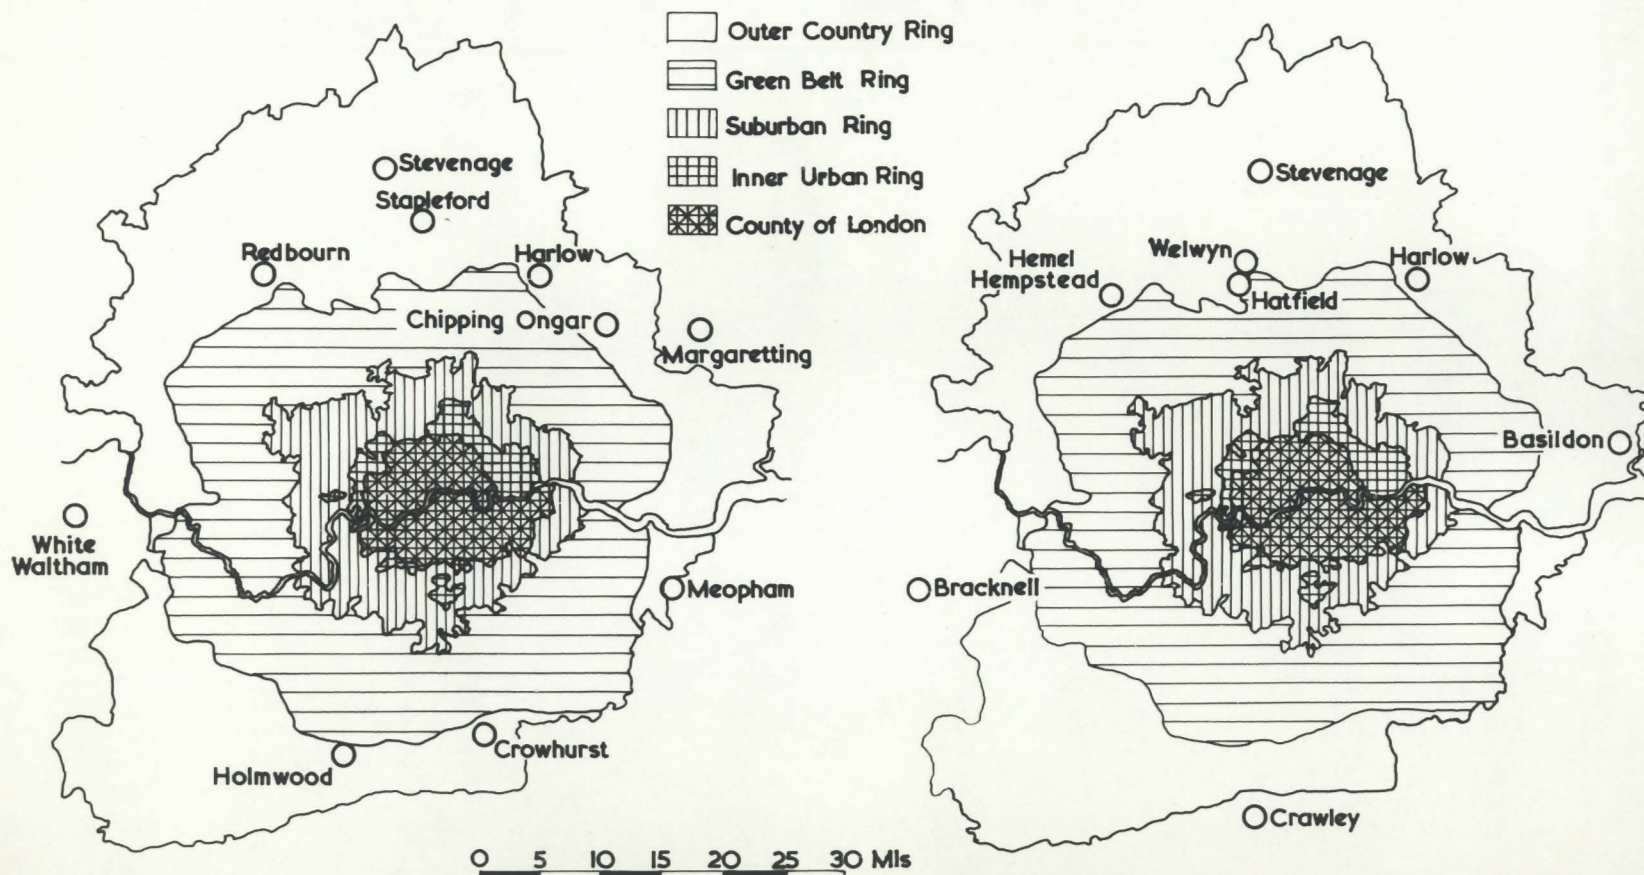 Outer Country Ring
Green Belt Ring
Suburban Ring
Inner Urban Ring
County of London
Stevenage
Stapleford
Redbourn
Harlow
Chipping Ongar
Margaretting
White
Waltham
Meopham
Crowhurst
Holmwood
Stevenage
Welwyn
Hemel
Hempstead
Harlow
Hatfield
Basildon
Bracknell
Crawley
0 5 10 15 20 25 30 Mls